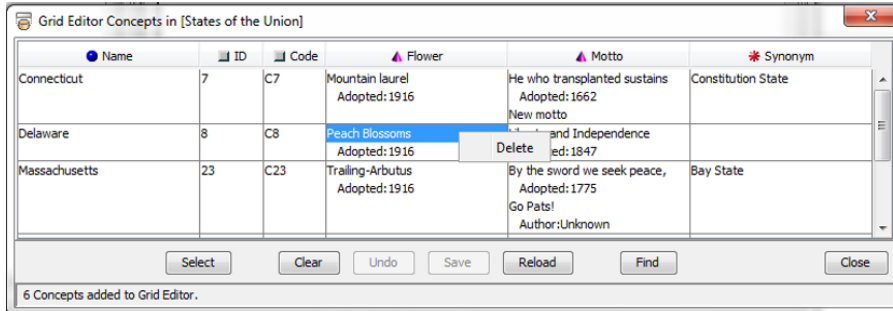 Grid Editor Concepts in [States of the Union]
Name ID Code Flower Motto Synonym
Connecticut 7 C7 Mountain laurel He who transplanted sustains Constitution State
Adopted:1916 Adopted:1662
New motto
Delaware 8 C8 Peach Blossoms and Independence
Adopted:1916 Delete ed:1847
Massachusetts 23 C23 Trailing-Arbutus By the sword we seek peace, Bay State
Adopted:1916 Adopted:1775
Go Pats!
Author:Unknown
Select Clear Undo Save Reload Find Close
6 Concepts added to Grid Editor.